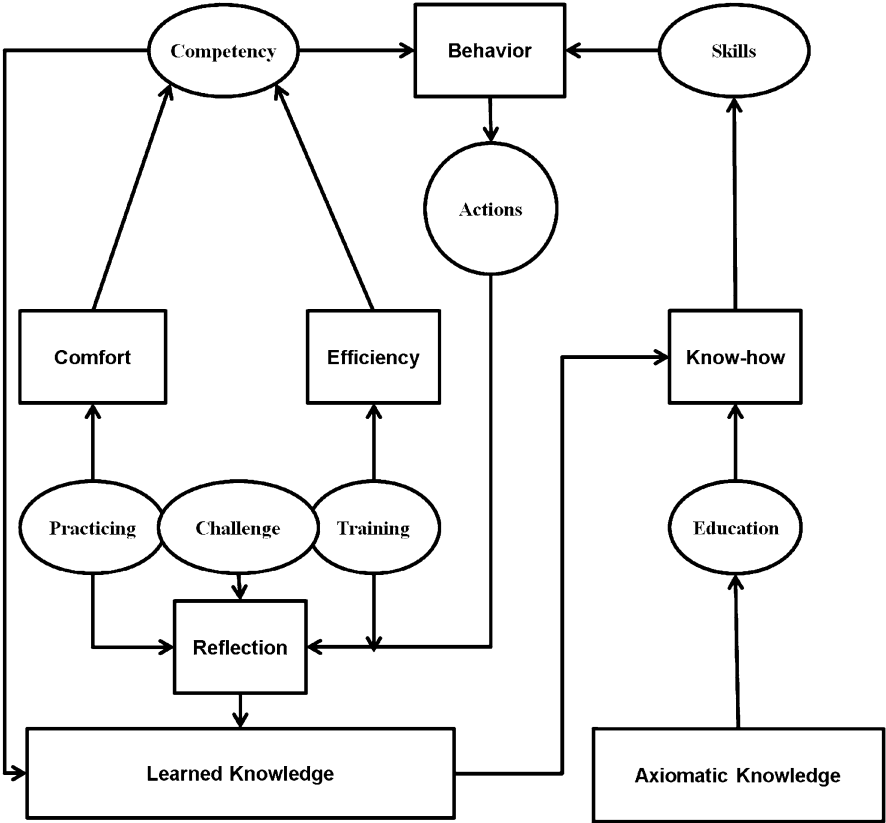 Competency
Behavior
Skills
Actions
Comfort
Efficiency
Know-how
Practicing
Challenge
Training
Education
Reflection
Learned Knowledge
Axiomatic Knowledge